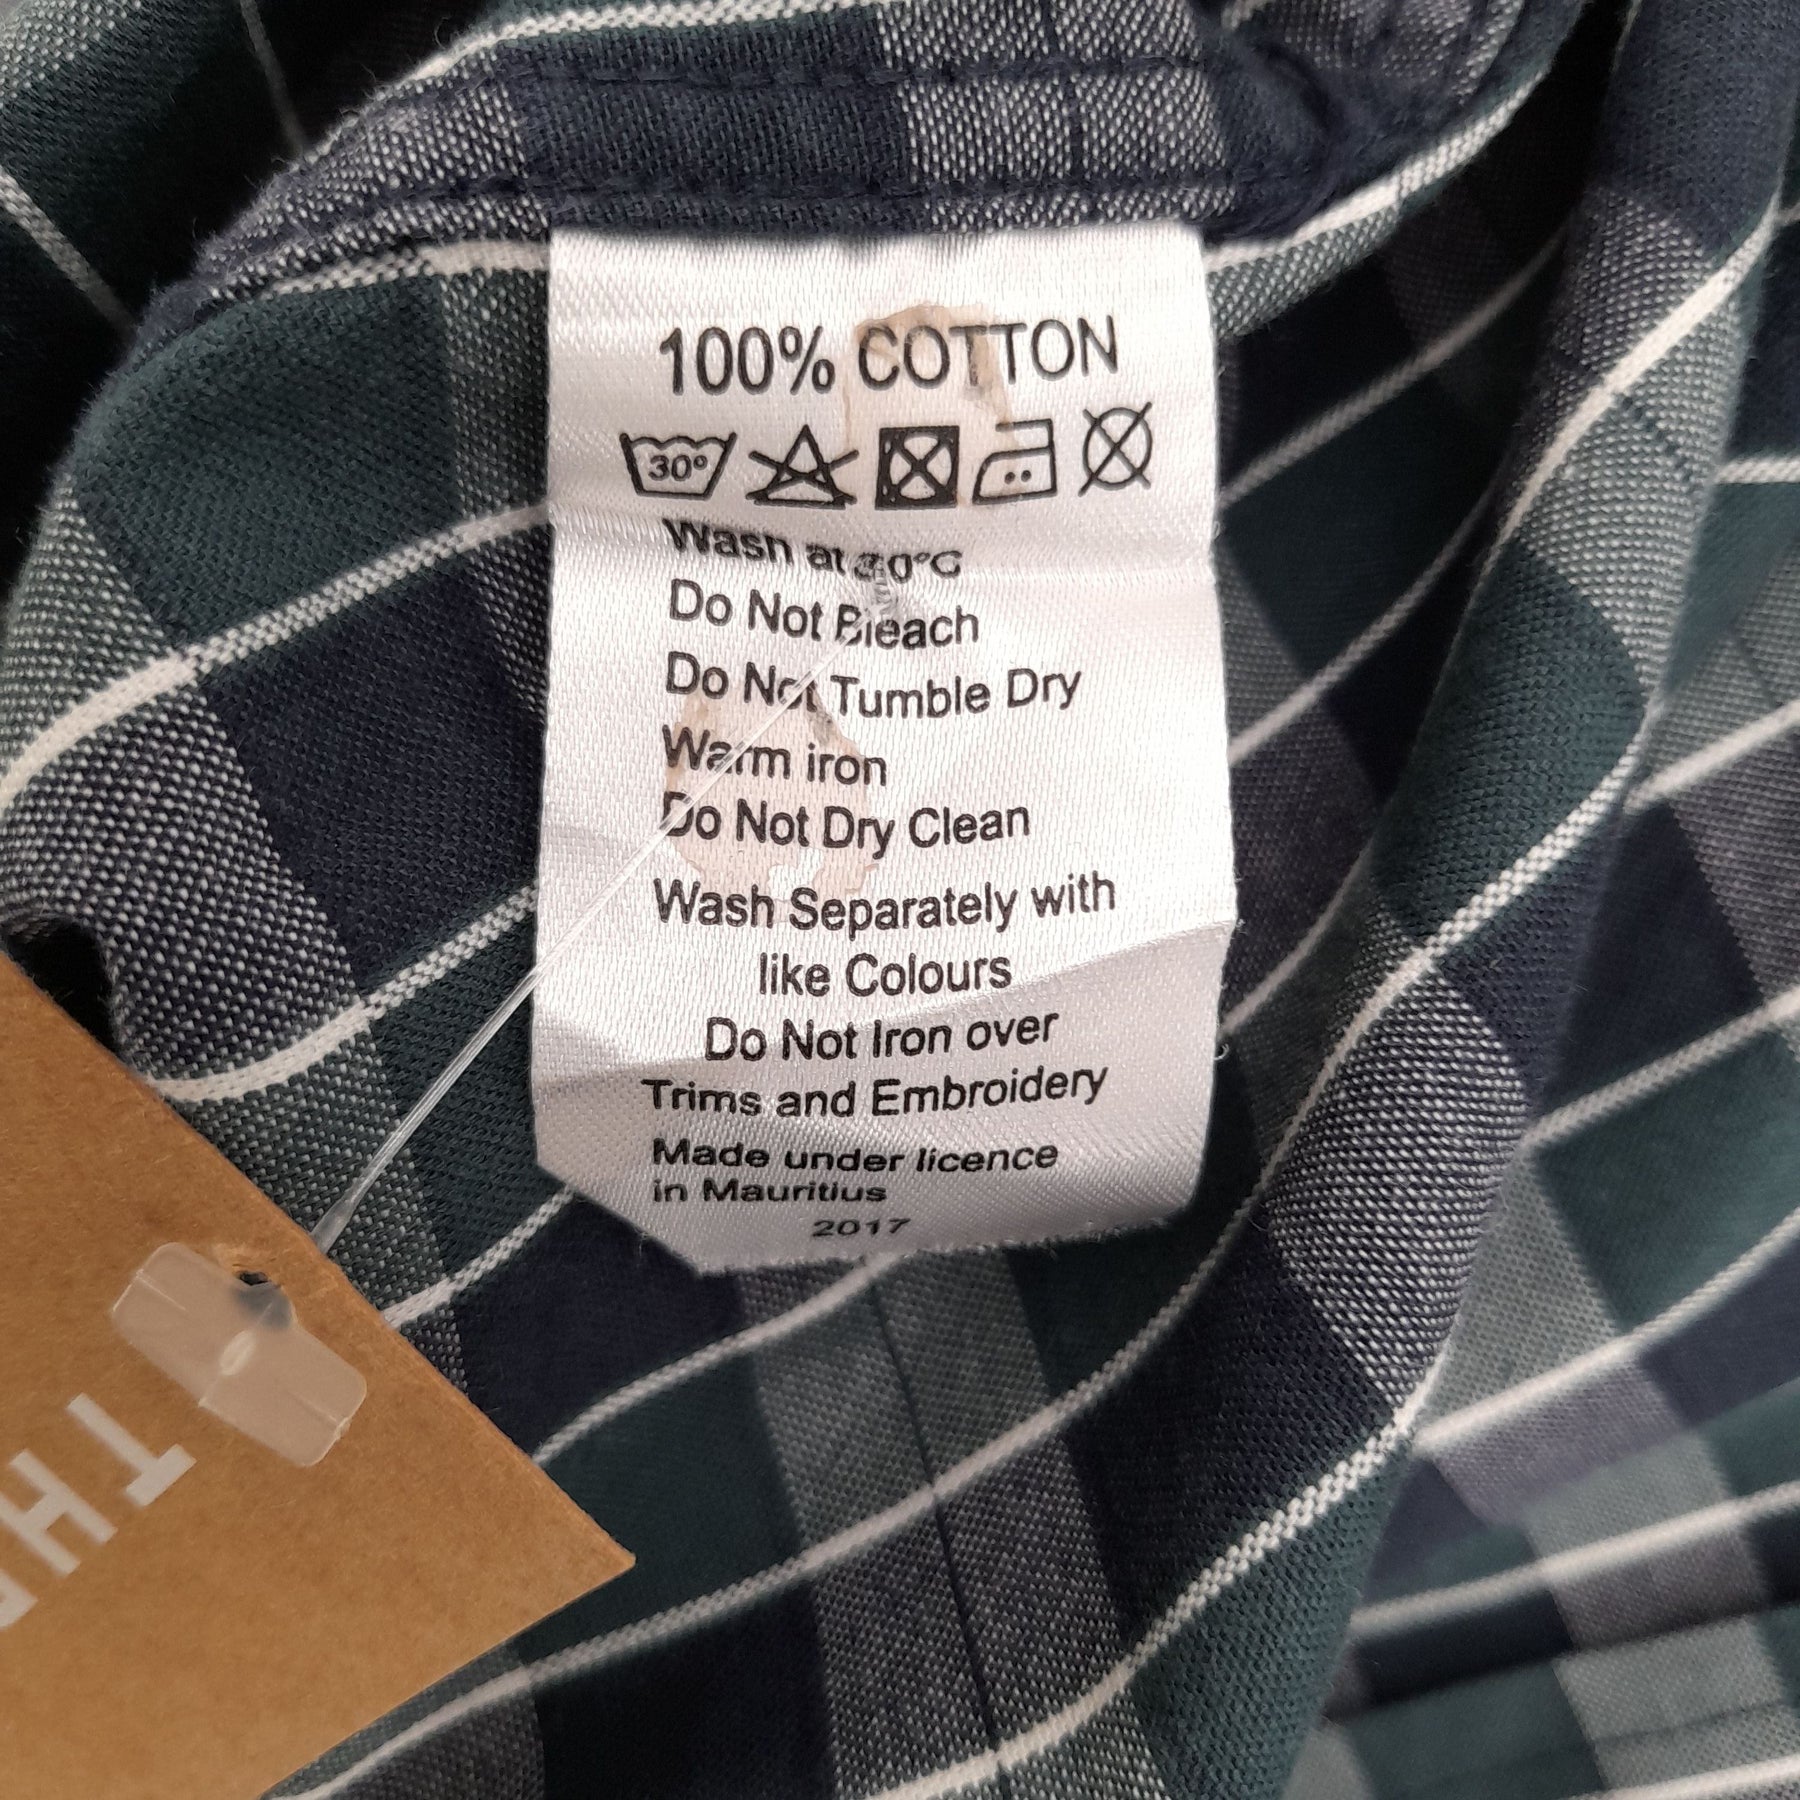 100% COTTON
30°
Wash at 30°C
Do Not Bleach
Do Not Tumble Dry
Warm iron
Do Not Dry Clean
Wash Separately with
like Colours
Do Not Iron over
Trims and Embroidery
Made under licence
in Mauritius
2017